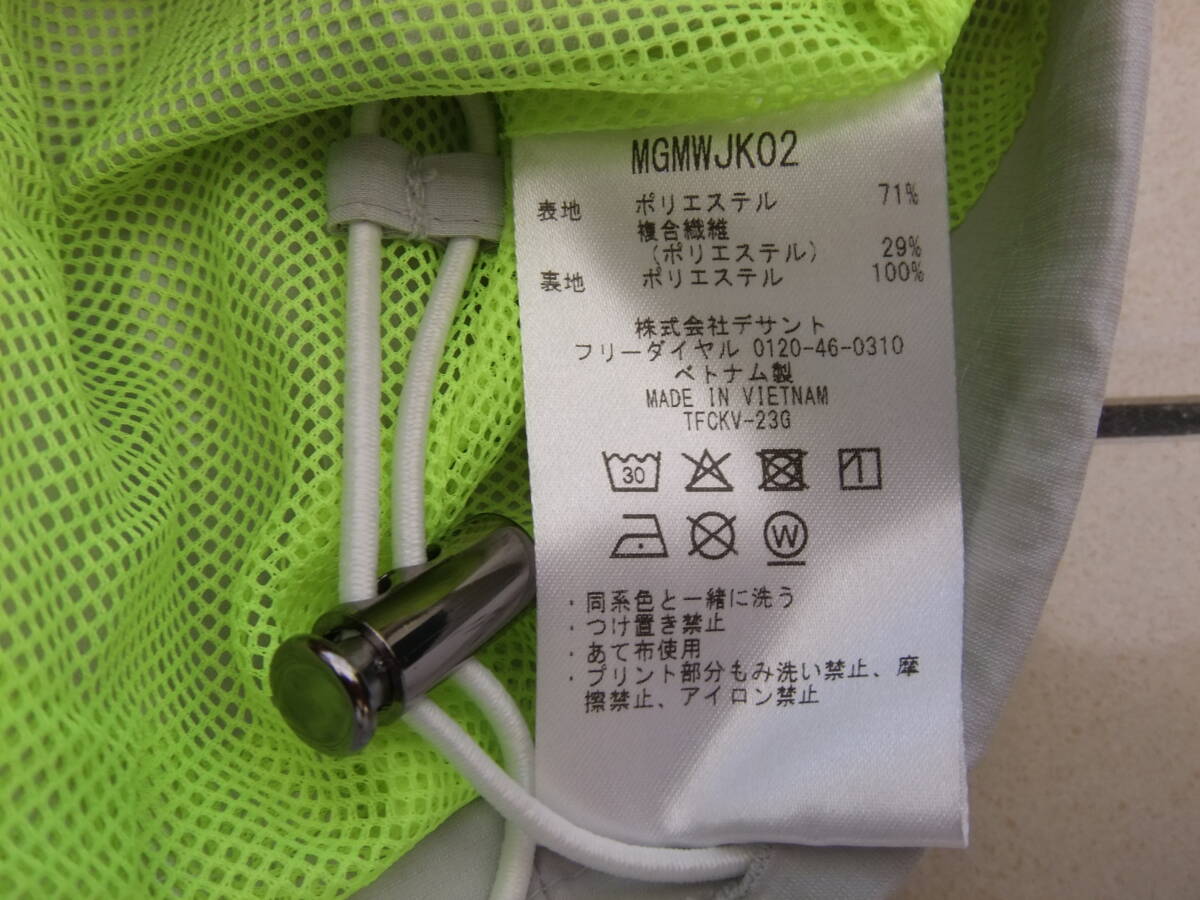 MGMWJK02
表地 ポリエステル 71%
複合繊維
(ポリエステル) 29%
裏地 ポリエステル 100%
株式会社デサント
フリーダイヤル 0120-46-0310
ベトナム製
MADE IN VIETNAM
TFCKV-23G
30
W
・同系色と一緒に洗う
・つけ置き禁止
・あて布使用
・プリント部分もみ洗い禁止、摩
擦禁止、アイロン禁止